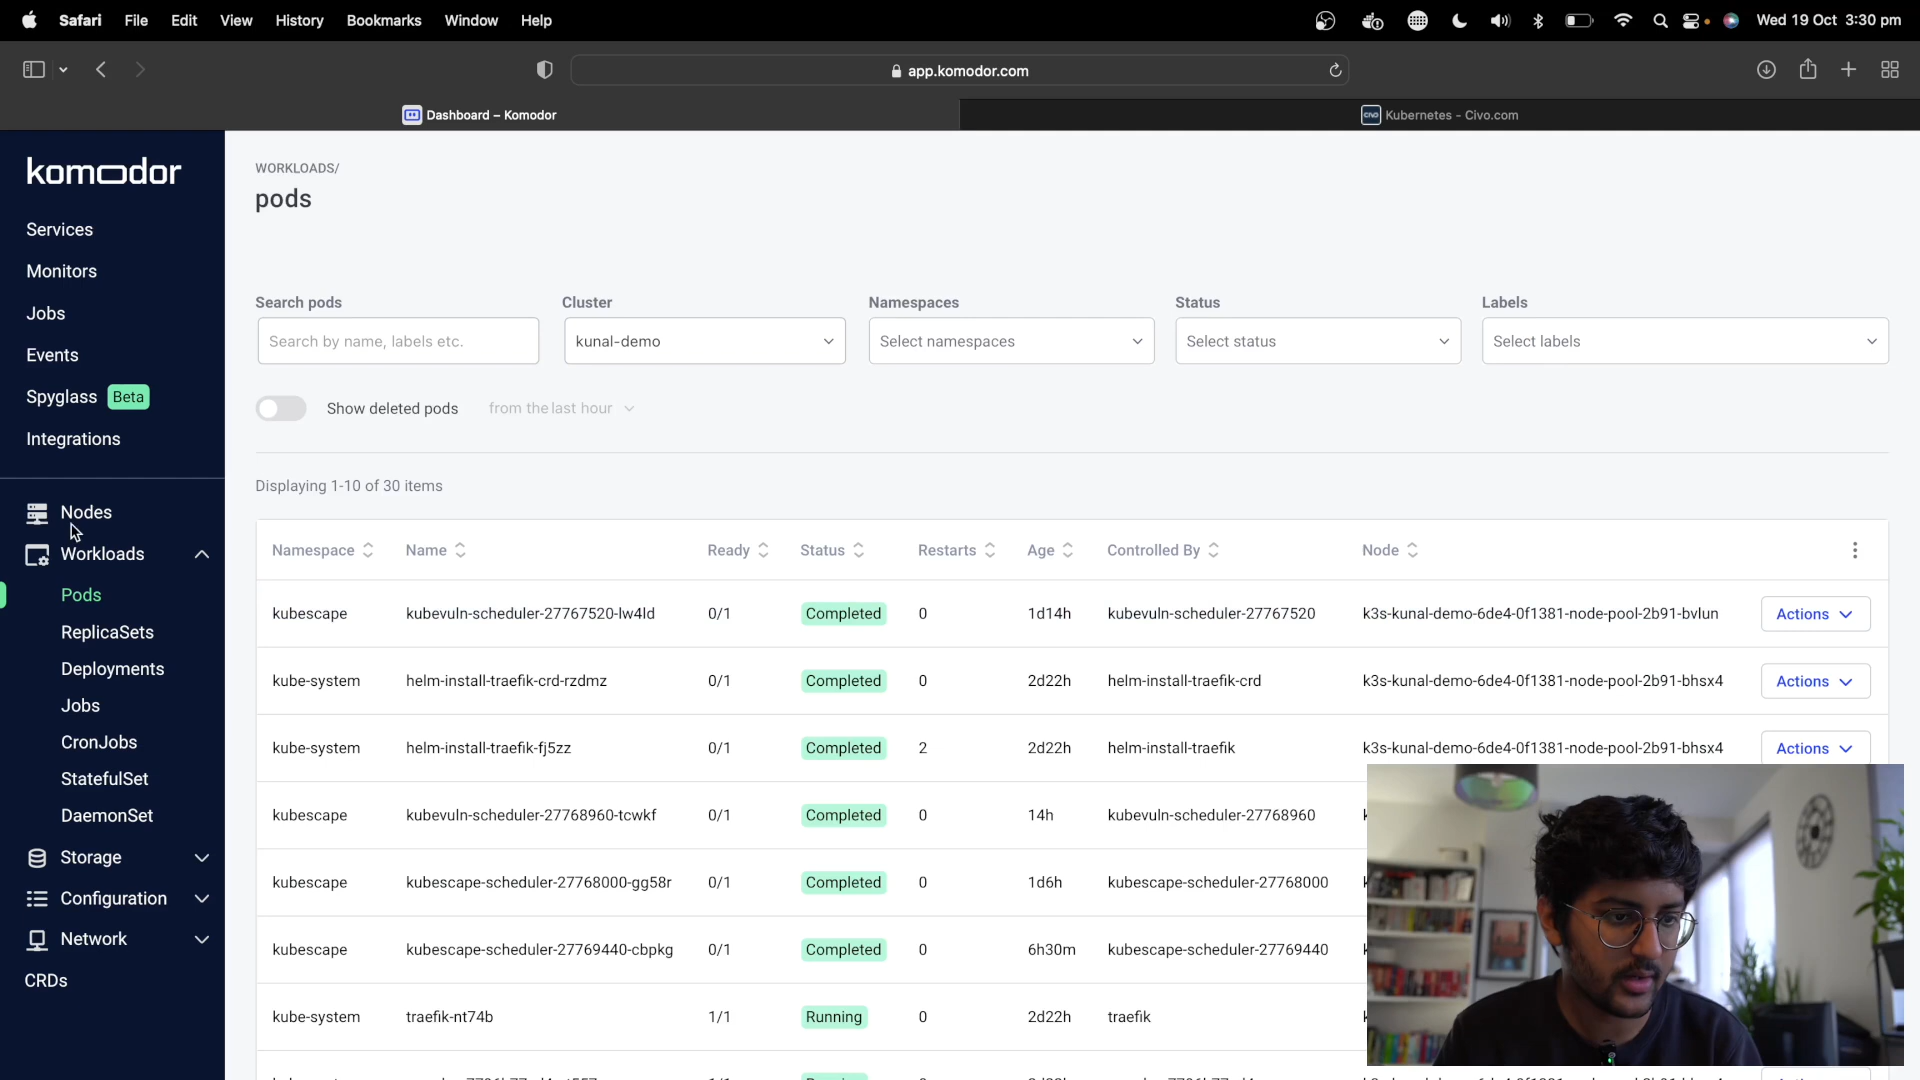 Safari File Edit View History Bookmarks Window Help Wed 19 Oct 3:30 pm
app.komodor.com
Dashboard – Komodor
CIVO Kubernetes - Civo.com
komodor
Services
Monitors
Jobs
Events
Spyglass Beta
Integrations
Nodes
Workloads
Pods
ReplicaSets
Deployments
Jobs
CronJobs
StatefulSet
DaemonSet
Storage
Configuration
Network
CRDs
WORKLOADS/
pods
Search pods Cluster Namespaces Status Labels
Search by name, labels etc. kunal-demo Select namespaces Select status Select labels
Show deleted pods from the last hour
Displaying 1-10 of 30 items
Namespace Name Ready Status Restarts Age Controlled By Node
kubescape kubevuln-scheduler-27767520-lw4ld 0/1 Completed 0 1d14h kubevuln-scheduler-27767520 k3s-kunal-demo-6de4-0f1381-node-pool-2b91-bvlun Actions
kube-system helm-install-traefik-crd-rzdmz 0/1 Completed 0 2d22h helm-install-traefik-crd k3s-kunal-demo-6de4-0f1381-node-pool-2b91-bhsx4 Actions
kube-system helm-install-traefik-fj5zz 0/1 Completed 2 2d22h helm-install-traefik k3s-kunal-demo-6de4-0f1381-node-pool-2b91-bhsx4 Actions
kubescape kubevuln-scheduler-27768960-tcwkf 0/1 Completed 0 14h kubevuln-scheduler-27768960
kubescape kubescape-scheduler-27768000-gg58r 0/1 Completed 0 1d6h kubescape-scheduler-27768000
kubescape kubescape-scheduler-27769440-cbpkg 0/1 Completed 0 6h30m kubescape-scheduler-27769440
kube-system traefik-nt74b 1/1 Running 0 2d22h traefik